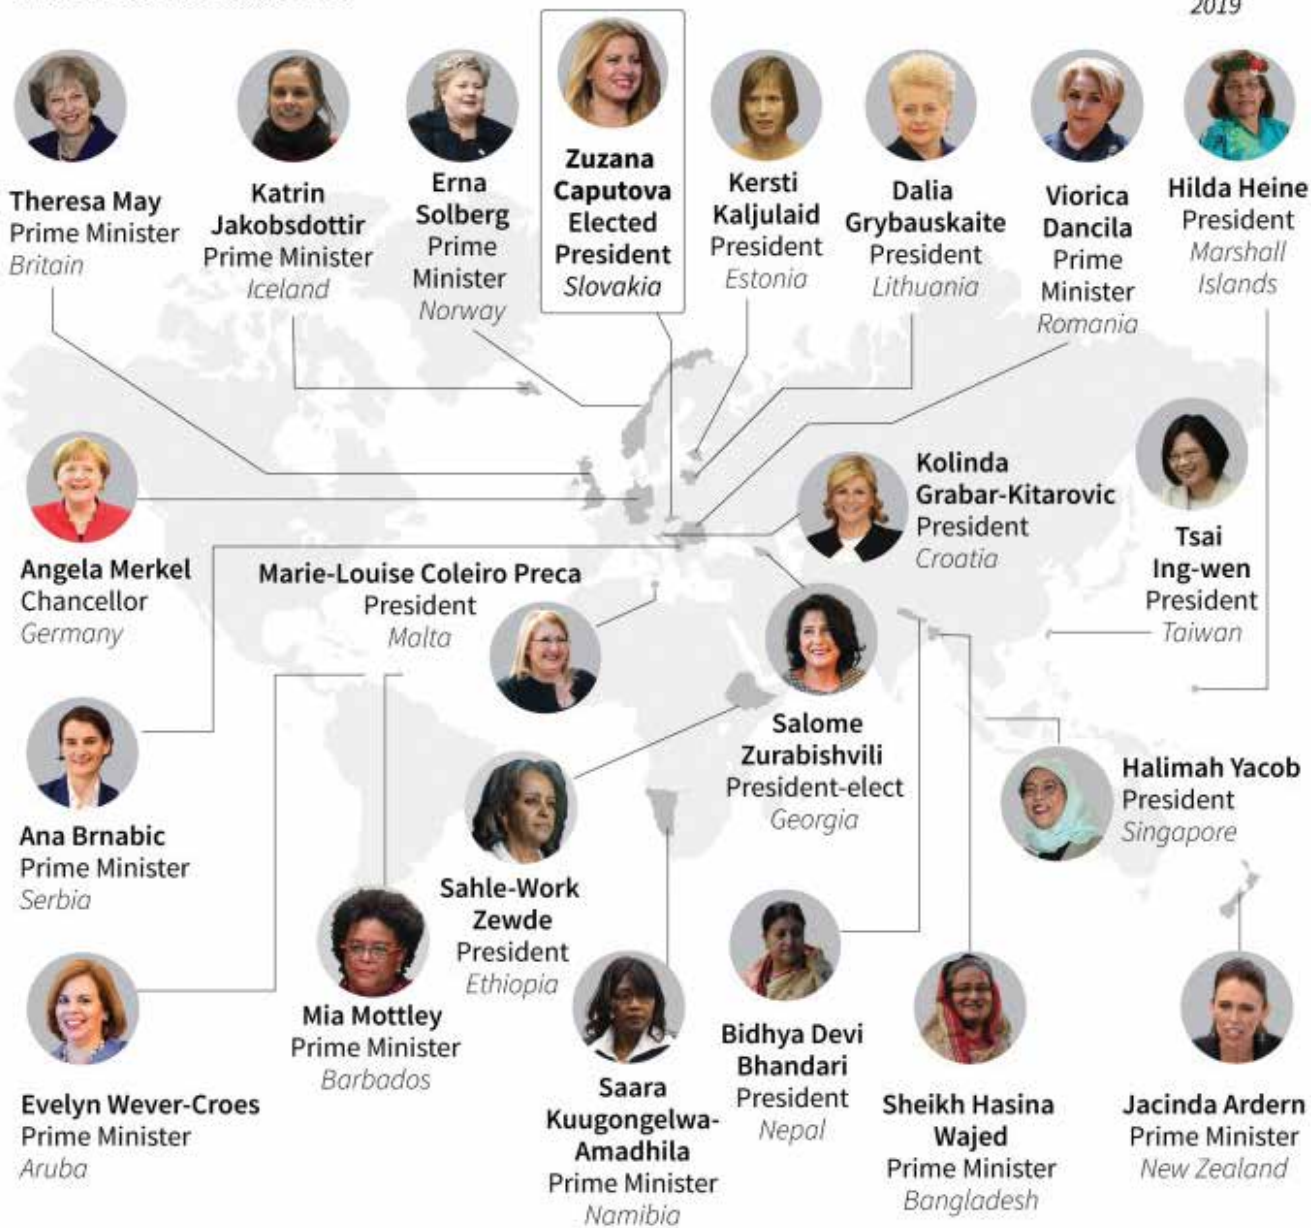 2019
Theresa May
Prime Minister
Britain
Katrin
Jakobsdottir
Prime Minister
Iceland
Erna
Solberg
Prime
Minister
Norway
Zuzana
Caputova
Elected
President
Slovakia
Kersti
Kaljulaid
President
Estonia
Dalia
Grybauskaite
President
Lithuania
Viorica
Dancila
Prime
Minister
Romania
Hilda Heine
President
Marshall
Islands
Angela Merkel
Chancellor
Germany
Marie-Louise Coleiro Preca
President
Malta
Kolinda
Grabar-Kitarovic
President
Croatia
Tsai
Ing-wen
President
Taiwan
Ana Brnabic
Prime Minister
Serbia
Salome
Zurabishvili
President-elect
Georgia
Halimah Yacob
President
Singapore
Sahle-Work
Zewde
President
Ethiopia
Mia Mottley
Prime Minister
Barbados
Evelyn Wever-Croes
Prime Minister
Aruba
Saara
Kuugongelwa-
Amadhila
Prime Minister
Namibia
Bidhya Devi
Bhandari
President
Nepal
Sheikh Hasina
Wajed
Prime Minister
Bangladesh
Jacinda Ardern
Prime Minister
New Zealand